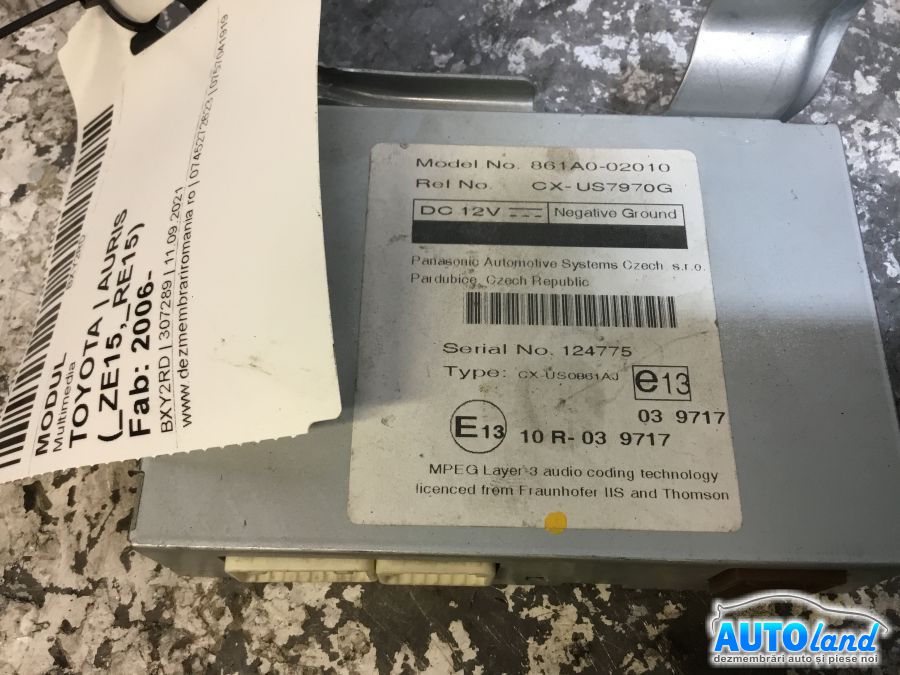 MODUL
Multimedia
TOYOTA | AURIS
(_ZE15,_RE15)
Fab: 2006-
BXY2RD | 307289 | 11.09.2021
www.dezmembrariromania.ro | 0745272623 | 0757041919
Model No. 861A0-02010
Ref No. CX-US7970G
DC 12V Negative Ground
Panasonic Automotive Systems Czech, s.r.o.
Pardubice, Czech Republic
Serial No. 124775
Type: CX-US0861AJ e13
03 9717
E13 10 R-03 9717
MPEG Layer-3 audio coding technology
licenced from Fraunhofer IIS and Thomson
AUTOland
dezmembrări auto și piese noi